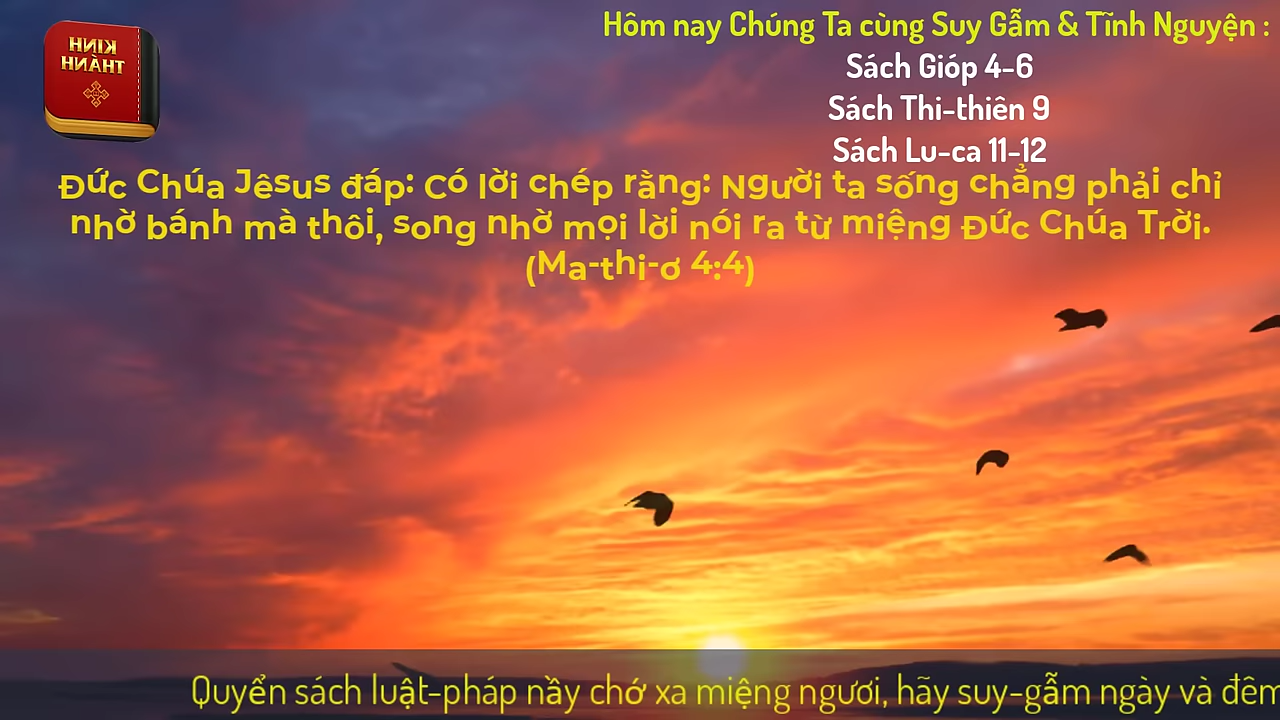 KINH
THÁNH
Hôm nay Chúng Ta cùng Suy Gẫm & Tĩnh Nguyện :
Sách Gióp 4-6
Sách Thi-thiên 9
Sách Lu-ca 11-12
Đức Chúa Jêsus đáp: Có lời chép rằng: Người ta sống chẳng phải chỉ
nhờ bánh mà thôi, song nhờ mọi lời nói ra từ miệng Đức Chúa Trời.
(Ma-thi-ơ 4:4)
Quyển sách luật-pháp nầy chớ xa miệng ngươi, hãy suy-gẫm ngày và đêm